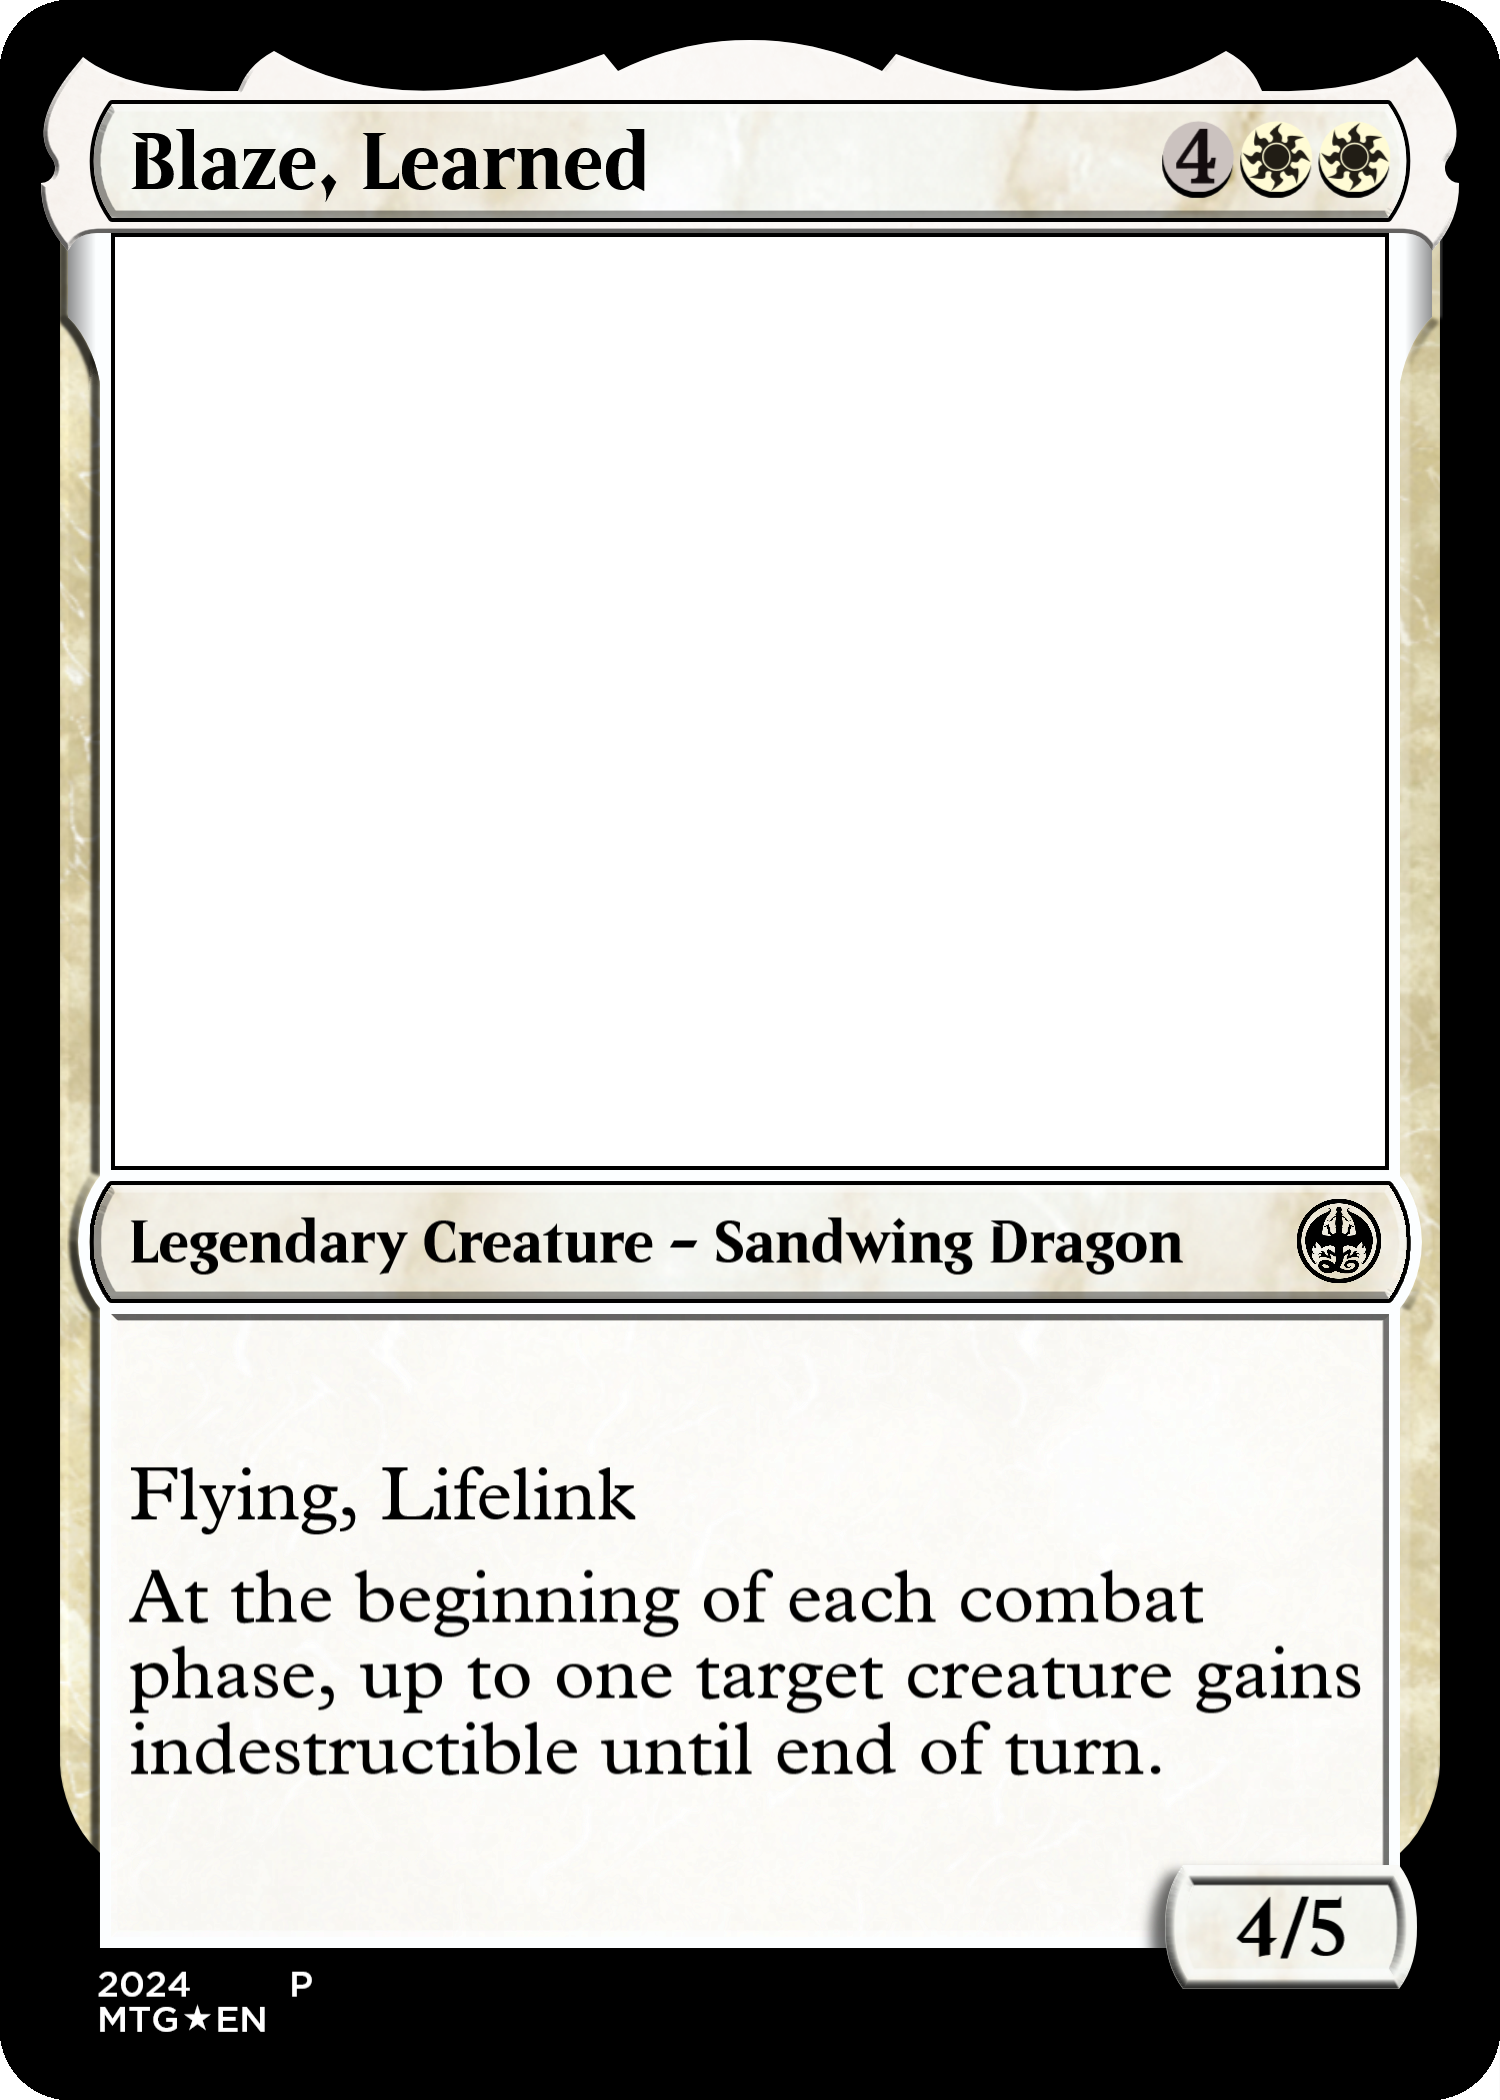 Blaze, Learned 4
Legendary Creature – Sandwing Dragon
Flying, Lifelink
At the beginning of each combat
phase, up to one target creature gains
indestructible until end of turn.
4/5
2024 P
MTG★EN